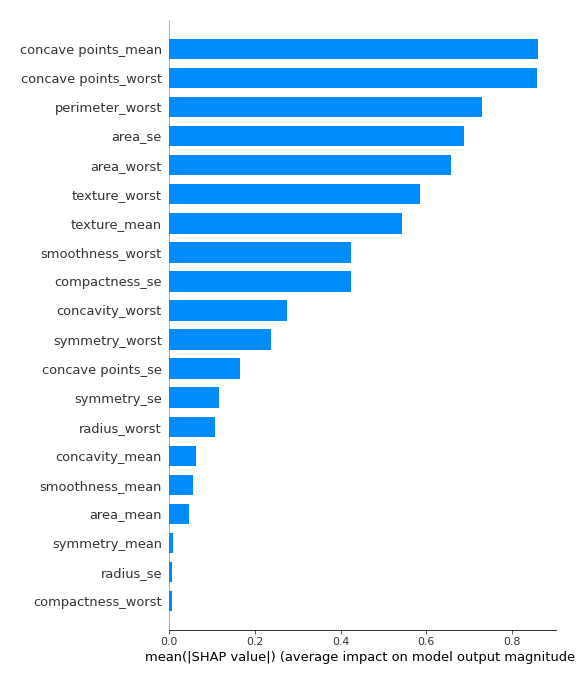 concave points_mean
concave points_worst
perimeter_worst
area_se
area_worst
texture_worst
texture_mean
smoothness_worst
compactness_se
concavity_worst
symmetry_worst
concave points_se
symmetry_se
radius_worst
concavity_mean
smoothness_mean
area_mean
symmetry_mean
radius_se
compactness_worst
0.0 0.2 0.4 0.6 0.8
mean(|SHAP value|) (average impact on model output magnitude